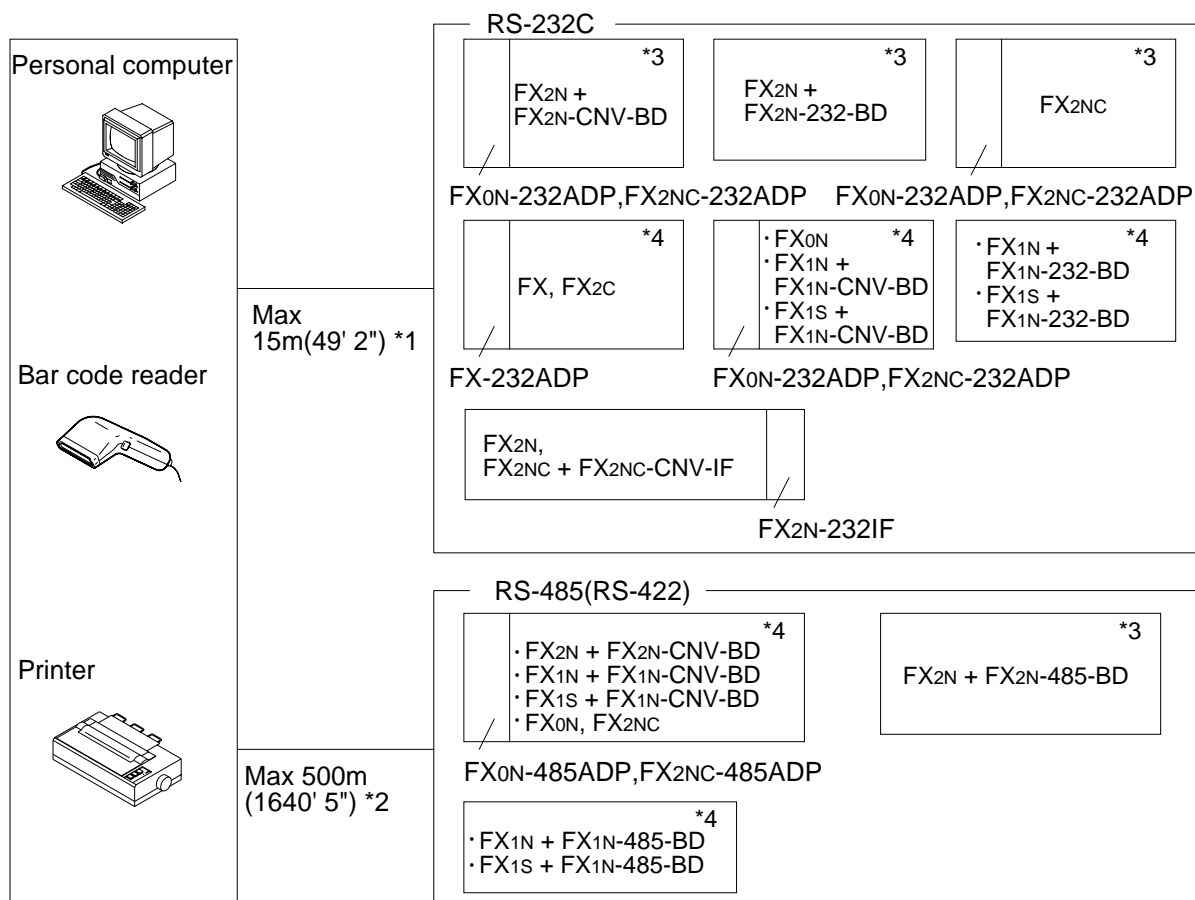 Personal computer
Bar code reader
Printer
Max
15m(49' 2") *1
Max 500m
(1640' 5") *2
RS-232C
*3
FX2N +
FX2N-CNV-BD
FX0N-232ADP,FX2NC-232ADP
*3
FX2N +
FX2N-232-BD
*3
FX2NC
FX0N-232ADP,FX2NC-232ADP
*4
FX, FX2C
FX-232ADP
·FX0N *4
·FX1N +
FX1N-CNV-BD
·FX1S +
FX1N-CNV-BD
FX0N-232ADP,FX2NC-232ADP
·FX1N + *4
FX1N-232-BD
·FX1S +
FX1N-232-BD
FX2N,
FX2NC + FX2NC-CNV-IF
FX2N-232IF
RS-485(RS-422)
*4
·FX2N + FX2N-CNV-BD
·FX1N + FX1N-CNV-BD
·FX1S + FX1N-CNV-BD
·FX0N, FX2NC
FX0N-485ADP,FX2NC-485ADP
*3
FX2N + FX2N-485-BD
*4
·FX1N + FX1N-485-BD
·FX1S + FX1N-485-BD